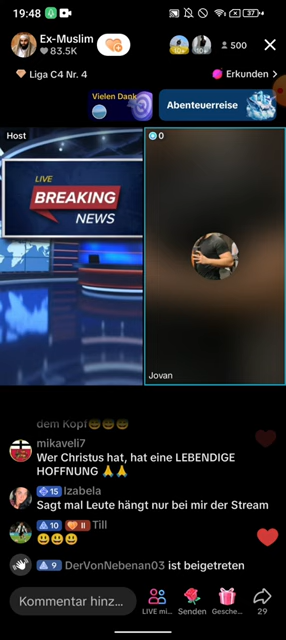 19:48
37
Ex-Muslim
83.5K
500
Liga C4 Nr. 4
Erkunden >
Vielen Dank
Abenteuerreise
Host
0
LIVE
BREAKING
NEWS
Jovan
dem Kopf😄😄😄
mikaveli7
Wer Christus hat, hat eine LEBENDIGE
HOFFNUNG 🙏🙏
15 Izabela
Sagt mal Leute hängt nur bei mir der Stream
10 II Till
😃😃😃
9 DerVonNebenan03 ist beigetreten
Kommentar hinz...
LIVE mi...
Senden
Gesche...
29